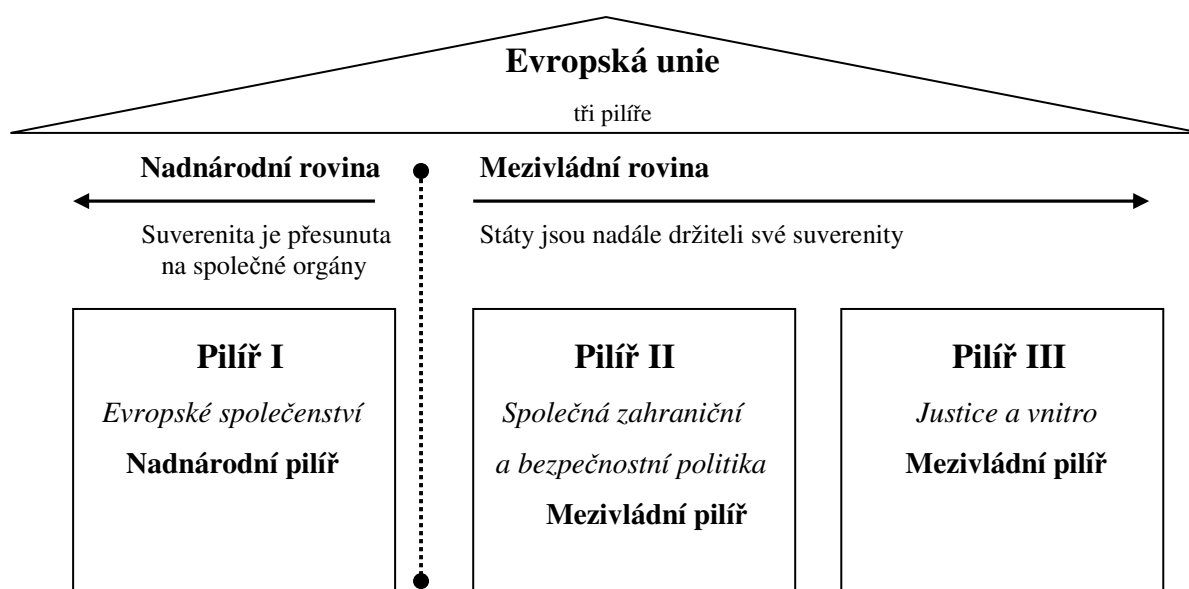 Evropská unie
tři pilíře
Nadnárodní rovina
Suverenita je přesunuta
na společné orgány
Mezivládní rovina
Státy jsou nadále držiteli své suverenity
Pilíř I
Evropské společenství
Nadnárodní pilíř
Pilíř II
Společná zahraniční
a bezpečnostní politika
Mezivládní pilíř
Pilíř III
Justice a vnitro
Mezivládní pilíř